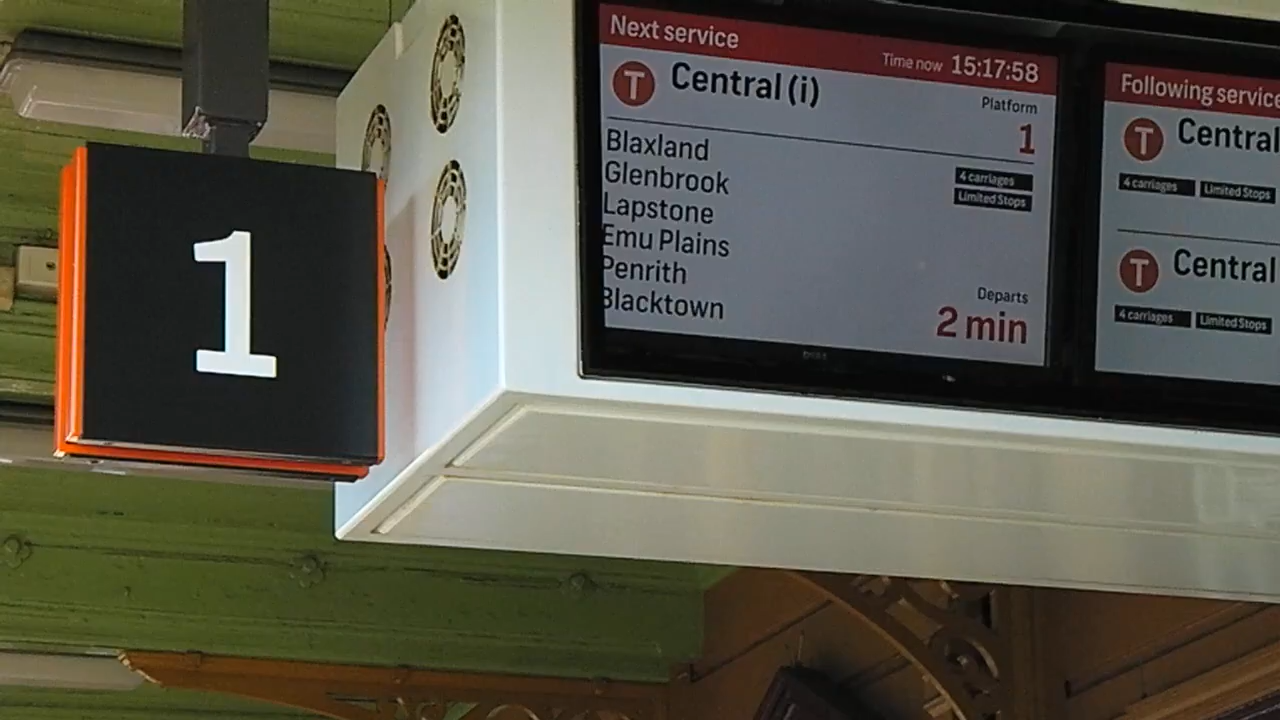 1
Next service
Time now 15:17:58
T Central (i)
Platform
1
Blaxland
Glenbrook
Lapstone
Emu Plains
Penrith
Blacktown
4 carriages
Limited Stops
Departs
2 min
Following service
T Central
4 carriages Limited Stops
T Central
4 carriages Limited Stops